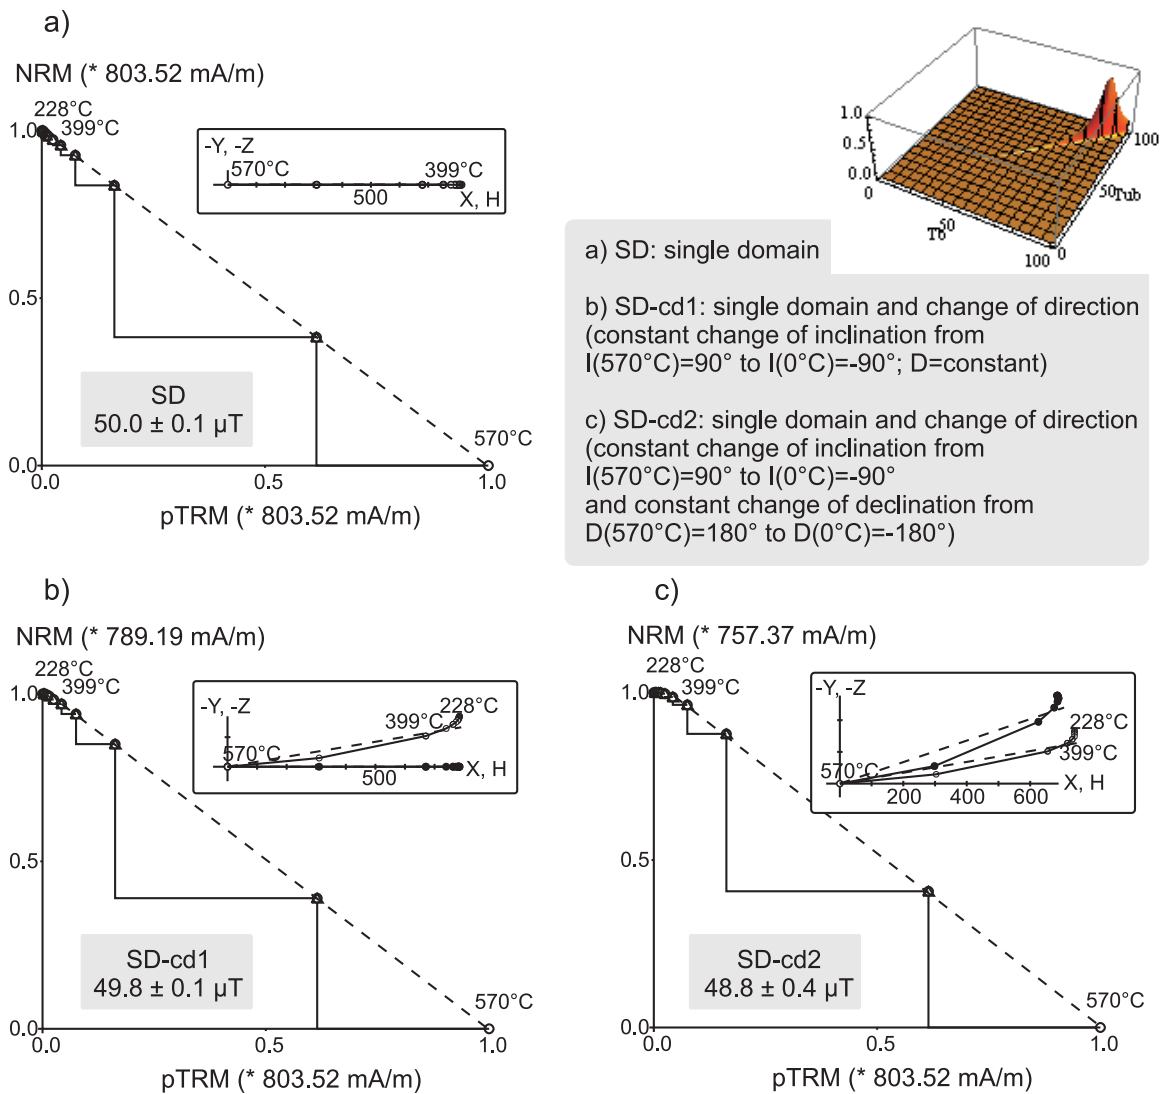 a)
NRM (* 803.52 mA/m)
228°C
399°C
1.0
0.5
0.0
0.0
0.5
1.0
570°C
pTRM (* 803.52 mA/m)
-Y, -Z
570°C
399°C
500
X, H
SD
50.0 ± 0.1 µT
1.0
0.5
0.0
0
50
Tb
100
0
50
Tub
100
a) SD: single domain
b) SD-cd1: single domain and change of direction
(constant change of inclination from
I(570°C)=90° to I(0°C)=-90°; D=constant)
c) SD-cd2: single domain and change of direction
(constant change of inclination from
I(570°C)=90° to I(0°C)=-90°
and constant change of declination from
D(570°C)=180° to D(0°C)=-180°)
b)
NRM (* 789.19 mA/m)
228°C
399°C
1.0
0.5
0.0
0.0
0.5
1.0
570°C
pTRM (* 803.52 mA/m)
-Y, -Z
228°C
399°C
570°C
500
X, H
SD-cd1
49.8 ± 0.1 µT
c)
NRM (* 757.37 mA/m)
228°C
399°C
1.0
0.5
0.0
0.0
0.5
1.0
570°C
pTRM (* 803.52 mA/m)
-Y, -Z
228°C
399°C
570°C
200
400
600
X, H
SD-cd2
48.8 ± 0.4 µT